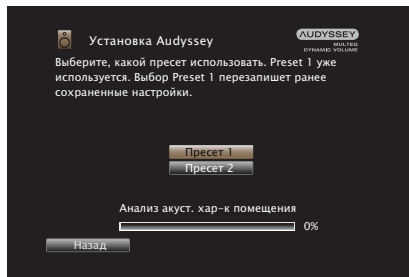 Установка Audyssey
AUDYSSEY
MULTEQ
DYNAMIC VOLUME
Выберите, какой пресет использовать. Preset 1 уже
используется. Выбор Preset 1 перезапишет ранее
сохраненные настройки.
Пресет 1
Пресет 2
Анализ акуст. хар-к помещения
0%
Назад